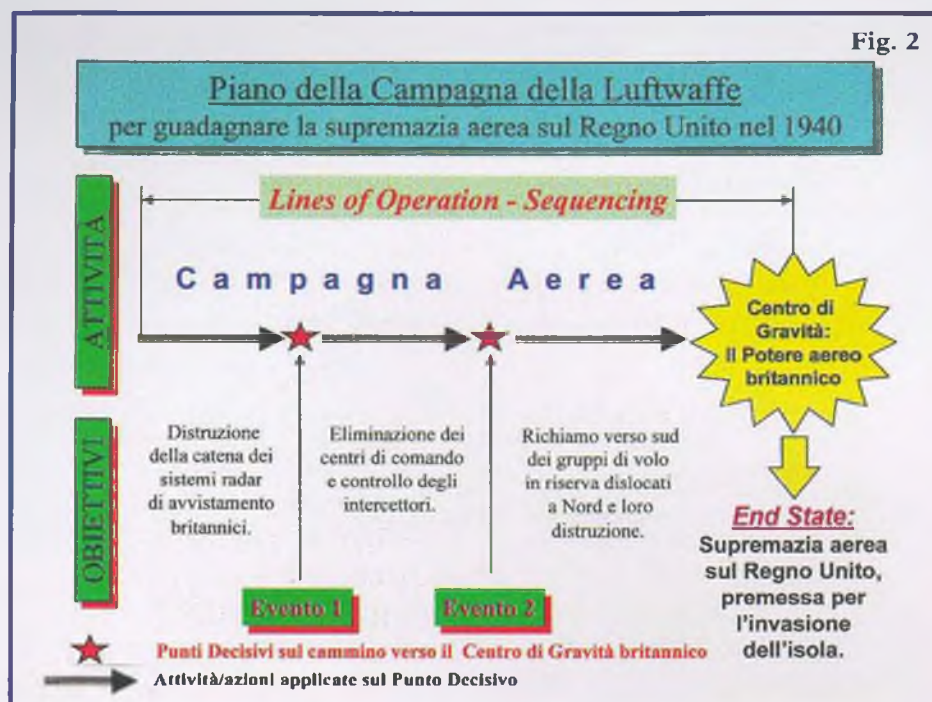 Fig. 2
Piano della Campagna della Luftwaffe
per guadagnare la supremazia aerea sul Regno Unito nel 1940
Lines of Operation - Sequencing
ATTIVITÀ
Campagna Aerea
Centro di
Gravità:
Il Potere aereo
britannico
OBIETTIVI
Distruzione
della catena dei
sistemi radar
di avvistamento
britannici.
Eliminazione dei
centri di comando
e controllo degli
intercettori.
Richiamo verso sud
dei gruppi di volo
in riserva dislocati
a Nord e loro
distruzione.
End State:
Supremazia aerea
sul Regno Unito,
premessa per
l'invasione
dell'isola.
Evento 1
Evento 2
Punti Decisivi sul cammino verso il Centro di Gravità britannico
Attività/azioni applicate sul Punto Decisivo